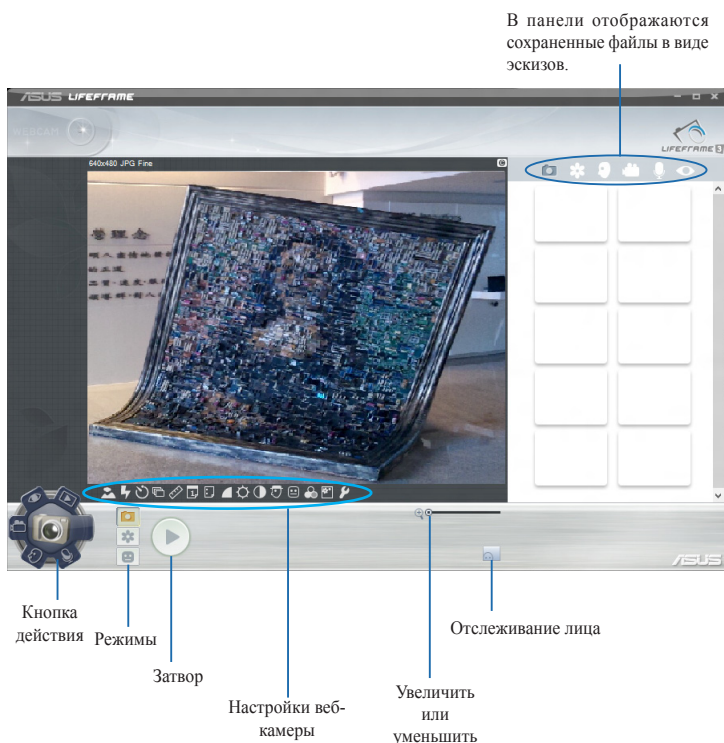 В панели отображаются
сохраненные файлы в виде
эскизов.
ASUS LIFEFRAME
WEBCAM
LIFEFRAME 3
640x480 JPG Fine
ASUS
Кнопка
действия
Режимы
Затвор
Настройки веб-
камеры
Увеличить
или
уменьшить
Отслеживание лица